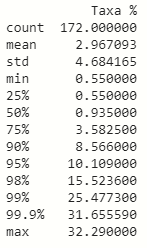 Taxa %
count 172.000000
mean 2.967093
std 4.684165
min 0.550000
25% 0.550000
50% 0.935000
75% 3.582500
90% 8.566000
95% 10.109000
98% 15.523600
99% 25.477300
99.9% 31.655590
max 32.290000